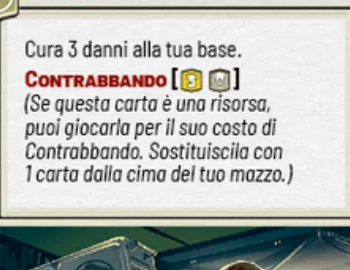 Cura 3 danni alla tua base.
CONTRABBANDO [3]
(Se questa carta è una risorsa,
puoi giocarla per il suo costo di
Contrabbando. Sostituiscila con
1 carta dalla cima del tuo mazzo.)